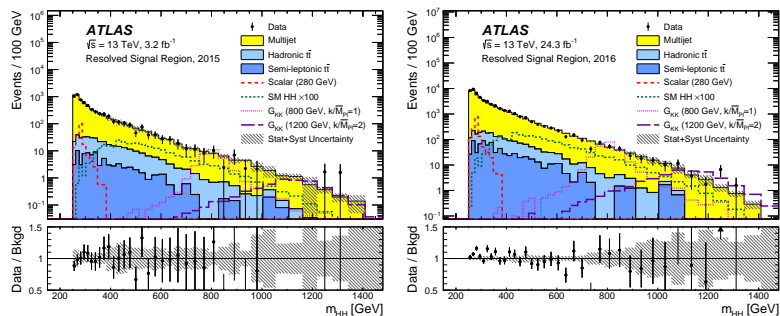 ATLAS
√s = 13 TeV, 3.2 fb⁻¹
Resolved Signal Region, 2015
Data
Multijet
Hadronic tt̄
Semi-leptonic tt̄
Scalar (280 GeV)
SM HH ×100
G_KK (800 GeV, k/M̄_Pl=1)
G_KK (1200 GeV, k/M̄_Pl=2)
Stat+Syst Uncertainty
Events / 100 GeV
10⁶
10⁵
10⁴
10³
10²
10
1
10⁻¹
Data / Bkgd
1.5
1
0.5
200 400 600 800 1000 1200 1400
m_HH [GeV]
ATLAS
√s = 13 TeV, 24.3 fb⁻¹
Resolved Signal Region, 2016
Data
Multijet
Hadronic tt̄
Semi-leptonic tt̄
Scalar (280 GeV)
SM HH ×100
G_KK (800 GeV, k/M̄_Pl=1)
G_KK (1200 GeV, k/M̄_Pl=2)
Stat+Syst Uncertainty
Events / 100 GeV
10⁷
10⁶
10⁵
10⁴
10³
10²
10
1
10⁻¹
Data / Bkgd
1.5
1
0.5
200 400 600 800 1000 1200 1400
m_HH [GeV]